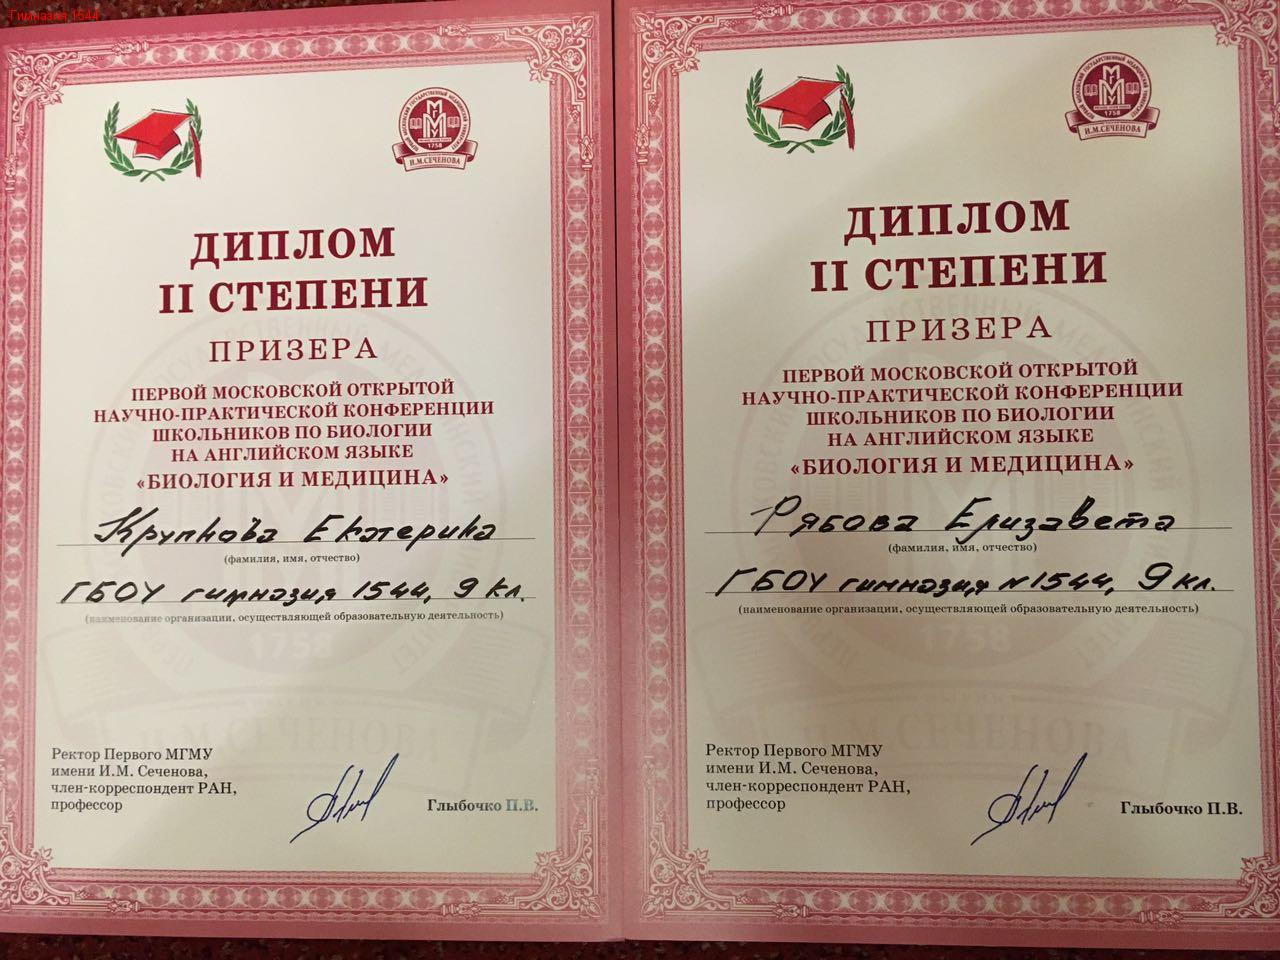 Гимназия 1544
И.М.СЕЧЕНОВА
1758
ДИПЛОМ
II СТЕПЕНИ
ПРИЗЕРА
ПЕРВОЙ МОСКОВСКОЙ ОТКРЫТОЙ
НАУЧНО-ПРАКТИЧЕСКОЙ КОНФЕРЕНЦИИ
ШКОЛЬНИКОВ ПО БИОЛОГИИ
НА АНГЛИЙСКОМ ЯЗЫКЕ
«БИОЛОГИЯ И МЕДИЦИНА»
Крупнова Екатерина
(фамилия, имя, отчество)
ГБОУ гимназия 1544, 9 кл.
(наименование организации, осуществляющей образовательную деятельность)
Ректор Первого МГМУ
имени И.М. Сеченова,
член-корреспондент РАН,
профессор
Глыбочко П.В.
1758
И.М.СЕЧЕНОВА
ДИПЛОМ
II СТЕПЕНИ
ПРИЗЕРА
ПЕРВОЙ МОСКОВСКОЙ ОТКРЫТОЙ
НАУЧНО-ПРАКТИЧЕСКОЙ КОНФЕРЕНЦИИ
ШКОЛЬНИКОВ ПО БИОЛОГИИ
НА АНГЛИЙСКОМ ЯЗЫКЕ
«БИОЛОГИЯ И МЕДИЦИНА»
Рябова Елизавета
(фамилия, имя, отчество)
ГБОУ гимназия №1544, 9 кл.
(наименование организации, осуществляющей образовательную деятельность)
Ректор Первого МГМУ
имени И.М. Сеченова,
член-корреспондент РАН,
профессор
Глыбочко П.В.